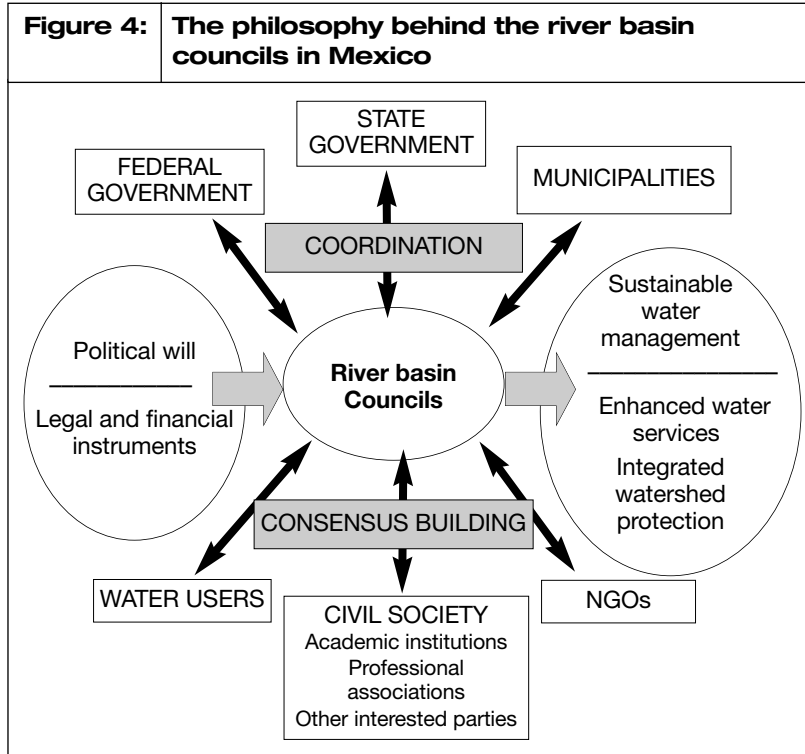 Figure 4:
The philosophy behind the river basin
councils in Mexico
STATE
GOVERNMENT
FEDERAL
GOVERNMENT
MUNICIPALITIES
COORDINATION
Political will
Legal and financial
instruments
River basin
Councils
Sustainable
water
management
Enhanced water
services
Integrated
watershed
protection
CONSENSUS BUILDING
WATER USERS
CIVIL SOCIETY
Academic institutions
Professional
associations
Other interested parties
NGOs